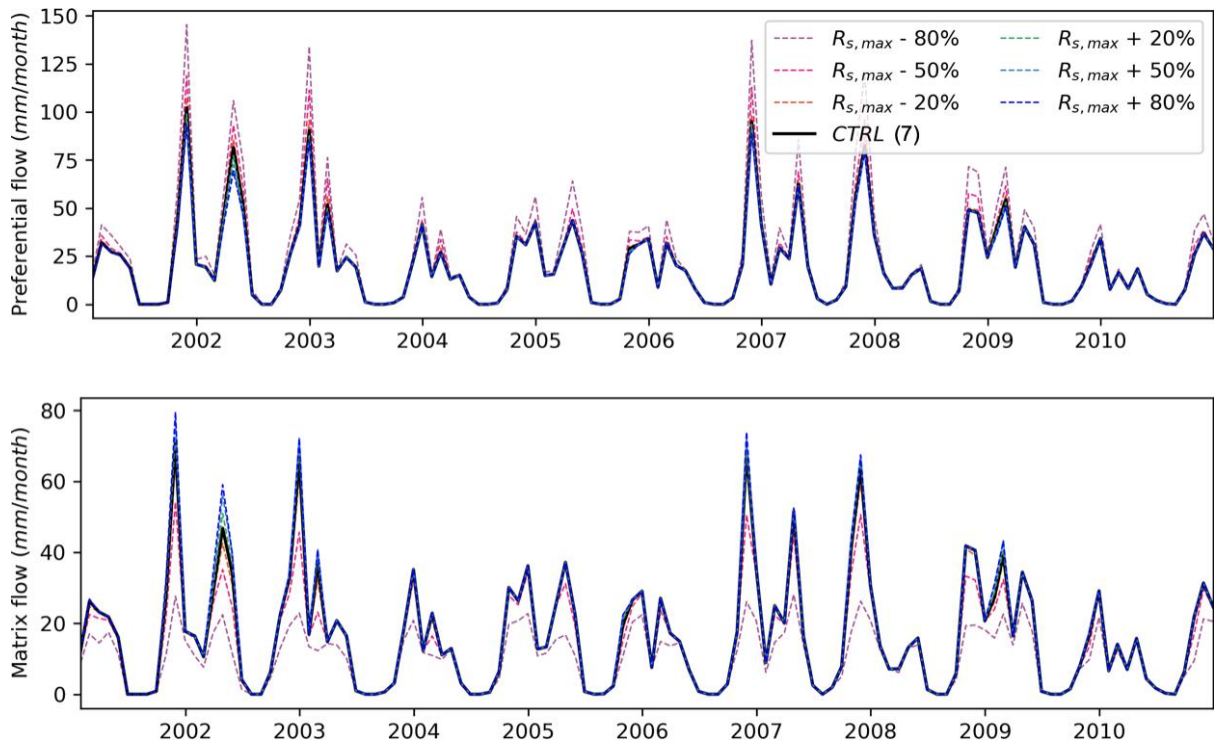 150
125
100
75
50
25
0
Preferential flow (mm/month)
R_s,max - 80%
R_s,max - 50%
R_s,max - 20%
CTRL (7)
R_s,max + 20%
R_s,max + 50%
R_s,max + 80%
2002 2003 2004 2005 2006 2007 2008 2009 2010
80
60
40
20
0
Matrix flow (mm/month)
2002 2003 2004 2005 2006 2007 2008 2009 2010